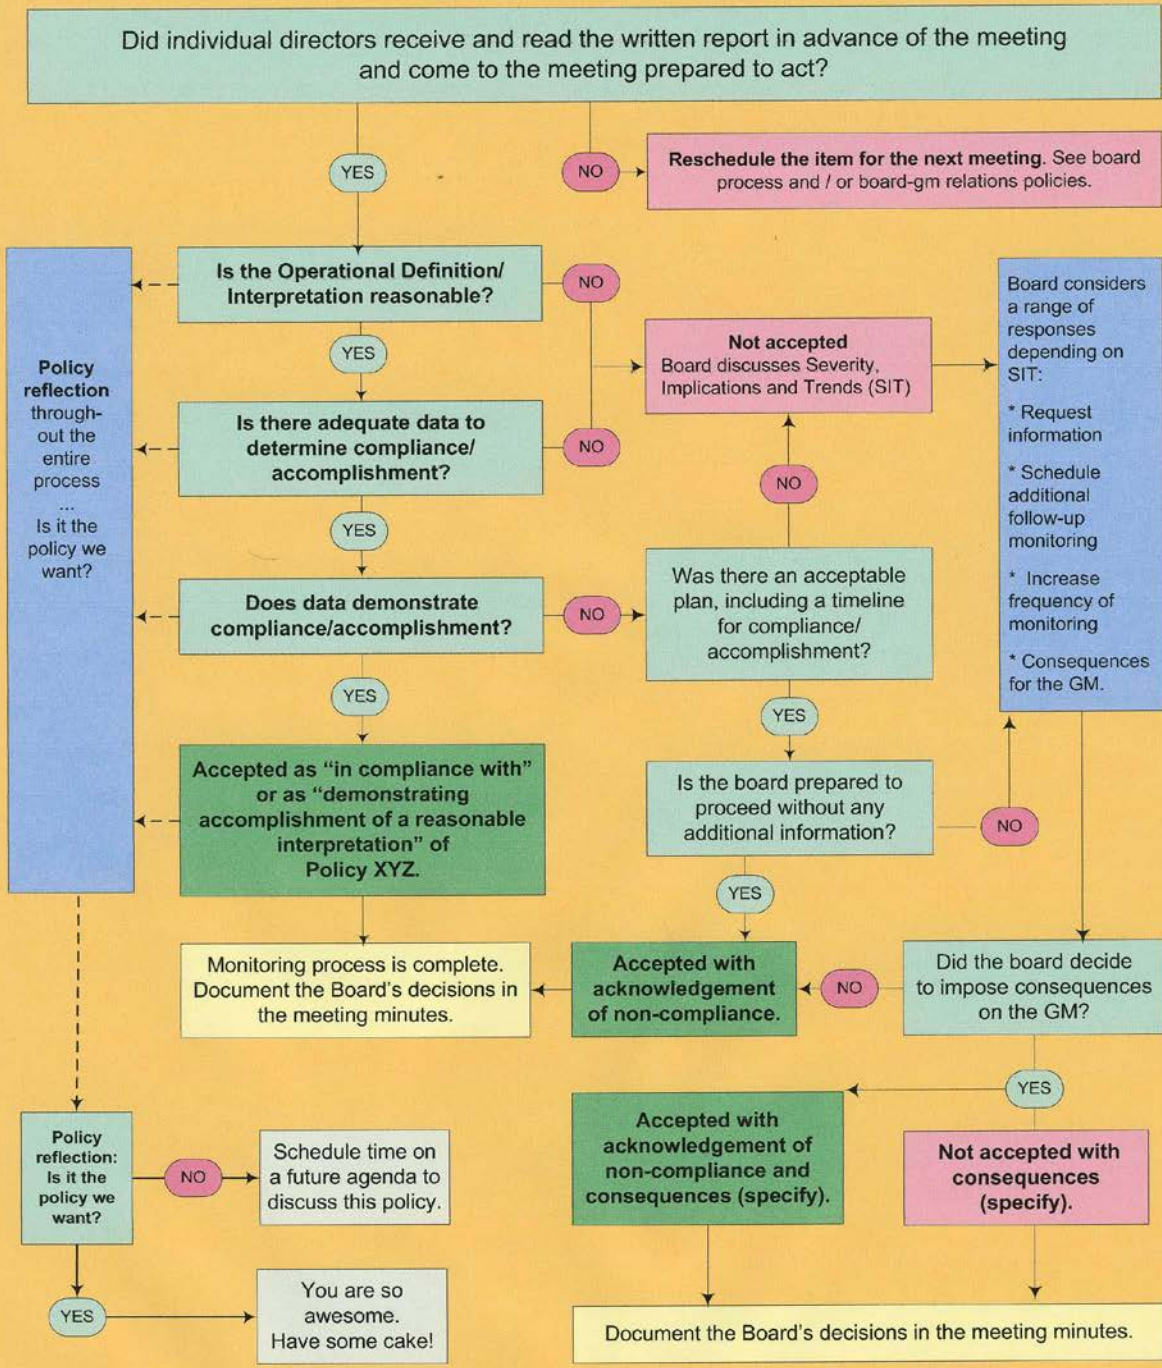 Did individual directors receive and read the written report in advance of the meeting
and come to the meeting prepared to act?
YES
NO
Reschedule the item for the next meeting. See board
process and / or board-gm relations policies.
Is the Operational Definition/
Interpretation reasonable?
NO
YES
Not accepted
Board discusses Severity,
Implications and Trends (SIT)
Board considers
a range of
responses
depending on
SIT:
* Request
information
* Schedule
additional
follow-up
monitoring
* Increase
frequency of
monitoring
* Consequences
for the GM.
Policy
reflection
through-
out the
entire
process
...
Is it the
policy we
want?
Is there adequate data to
determine compliance/
accomplishment?
NO
NO
YES
Does data demonstrate
compliance/accomplishment?
NO
Was there an acceptable
plan, including a timeline
for compliance/
accomplishment?
YES
YES
Accepted as “in compliance with”
or as “demonstrating
accomplishment of a reasonable
interpretation” of
Policy XYZ.
Is the board prepared to
proceed without any
additional information?
NO
YES
Monitoring process is complete.
Document the Board’s decisions in
the meeting minutes.
Accepted with
acknowledgement
of non-compliance.
NO
Did the board decide
to impose consequences
on the GM?
YES
Accepted with
acknowledgement of
non-compliance and
consequences (specify).
Not accepted with
consequences
(specify).
Policy
reflection:
Is it the
policy we
want?
NO
Schedule time on
a future agenda to
discuss this policy.
YES
You are so
awesome.
Have some cake!
Document the Board’s decisions in the meeting minutes.